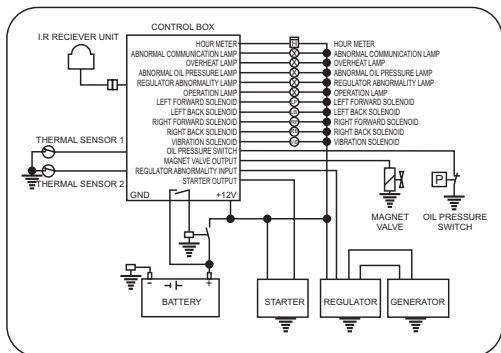 CONTROL BOX
I.R RECIEVER UNIT
HOUR METER HOUR METER
ABNORMAL COMMUNICATION LAMP ABNORMAL COMMUNICATION LAMP
OVERHEAT LAMP OVERHEAT LAMP
ABNORMAL OIL PRESSURE LAMP ABNORMAL OIL PRESSURE LAMP
REGULATOR ABNORMALITY LAMP REGULATOR ABNORMALITY LAMP
OPERATION LAMP OPERATION LAMP
LEFT FORWARD SOLENOID LEFT FORWARD SOLENOID
LEFT BACK SOLENOID LEFT BACK SOLENOID
RIGHT FORWARD SOLENOID RIGHT FORWARD SOLENOID
RIGHT BACK SOLENOID RIGHT BACK SOLENOID
VIBRATION SOLENOID VIBRATION SOLENOID
THERMAL SENSOR 1
OIL PRESSURE SWITCH
MAGNET VALVE OUTPUT
REGULATOR ABNORMALITY INPUT
STARTER OUTPUT
THERMAL SENSOR 2
GND +12V
P
MAGNET
VALVE
OIL PRESSURE
SWITCH
- +
BATTERY
STARTER
REGULATOR
GENERATOR